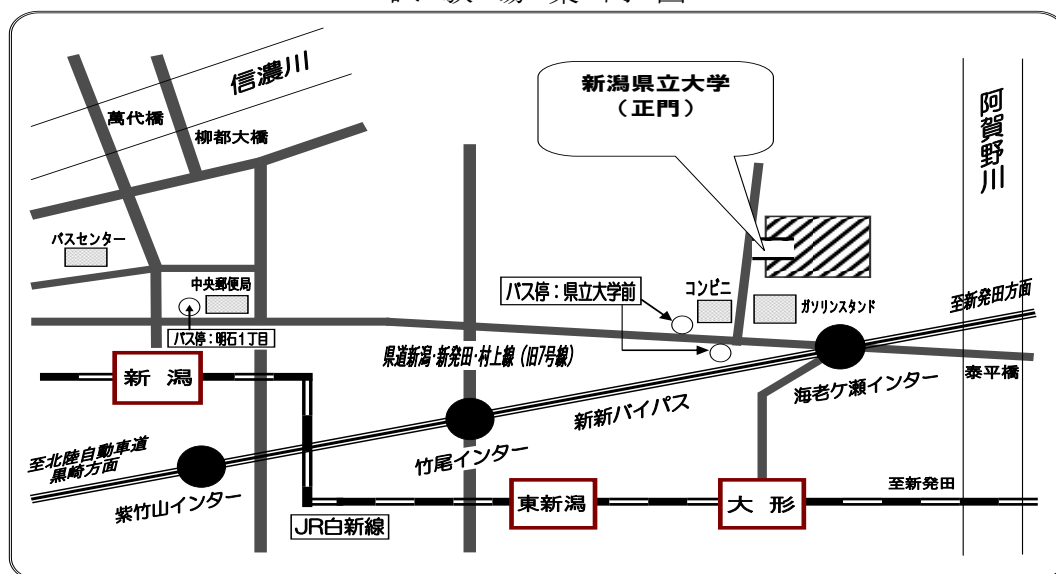 信濃川
萬代橋
柳都大橋
新潟県立大学
（正門）
阿賀野川
バスセンター
中央郵便局
バス停：明石1丁目
バス停：県立大学前
コンビニ
ガソリンスタンド
至新発田方面
県道新潟・新発田・村上線（旧7号線）
新潟
泰平橋
海老ケ瀬インター
新新バイパス
竹尾インター
至北陸自動車道
黒崎方面
紫竹山インター
JR白新線
東新潟
大形
至新発田